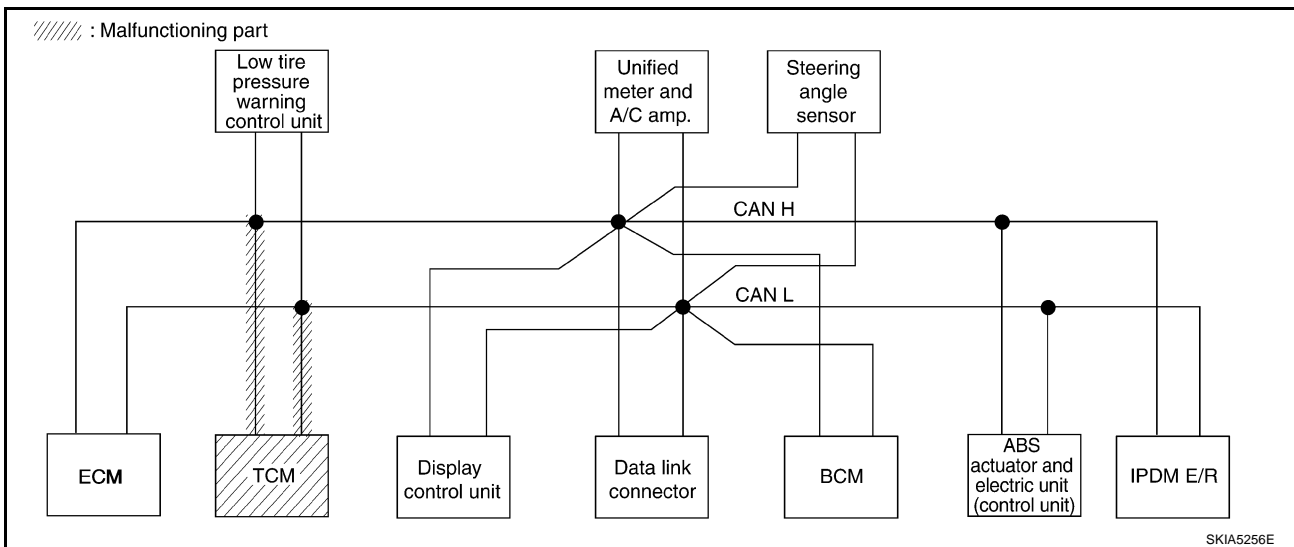 : Malfunctioning part
Low tire
pressure
warning
control unit
Unified
meter and
A/C amp.
Steering
angle
sensor
CAN H
CAN L
ECM
TCM
Display
control unit
Data link
connector
BCM
ABS
actuator and
electric unit
(control unit)
IPDM E/R
SKIA5256E